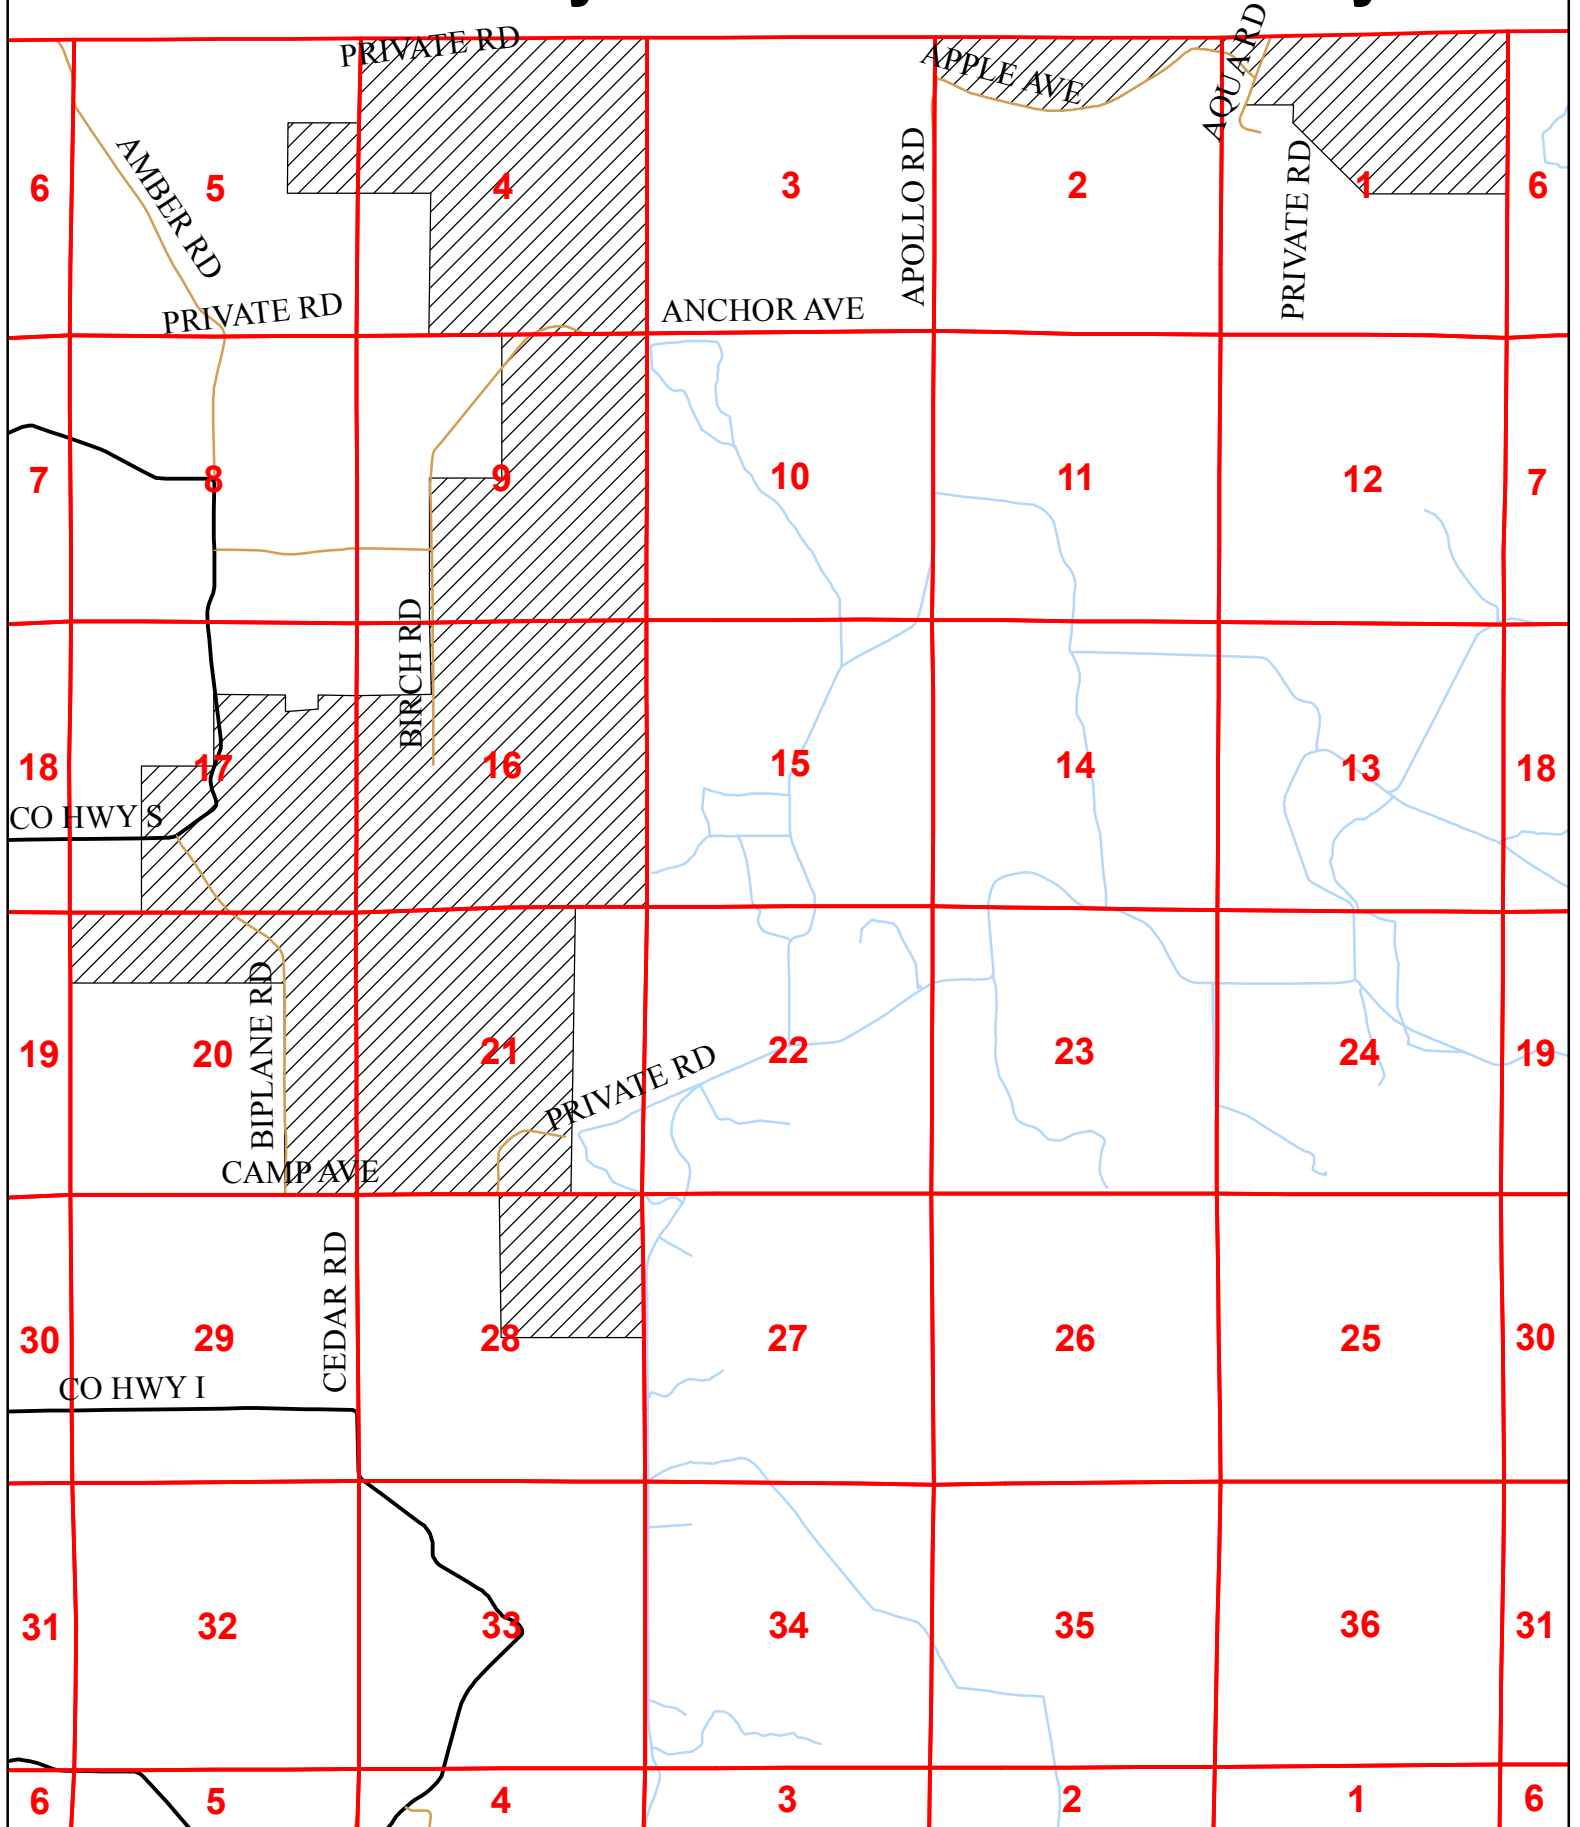 PRIVATE RD
APPLE AVE
AQUA RD
AMBER RD
APOLLO RD
PRIVATE RD
6 5 4 3 2 1 6
PRIVATE RD
ANCHOR AVE
7 8 9 10 11 12 7
BIRCH RD
18 17 16 15 14 13 18
CO HWY S
BIPLANE RD
19 20 21 22 23 24 19
PRIVATE RD
CAMP AVE
CEDAR RD
30 29 28 27 26 25 30
CO HWY I
31 32 33 34 35 36 31
6 5 4 3 2 1 6